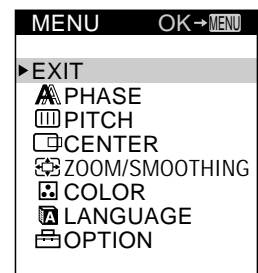 MENU OK→MENU
EXIT
PHASE
PITCH
CENTER
ZOOM/SMOOTHING
COLOR
LANGUAGE
OPTION